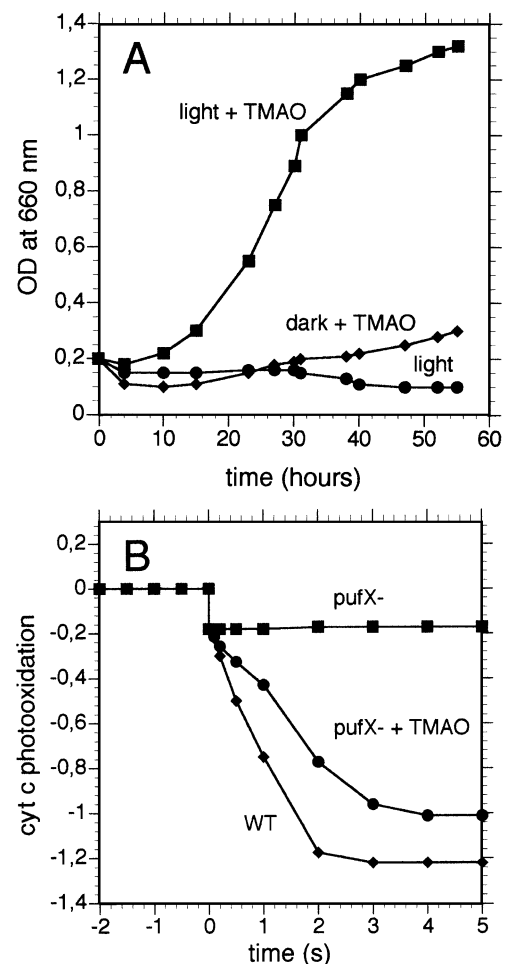 1,4
A
1,2
light + TMAO
1
OD at 660 nm
0,8
0,6
0,4
dark + TMAO
light
0,2
0
0 10 20 30 40 50 60
time (hours)
B
0,2
pufX-
0
-0,2
-0,4
cyt c photooxidation
-0,6
pufX- + TMAO
-0,8
WT
-1
-1,2
-1,4
-2 -1 0 1 2 3 4 5
time (s)